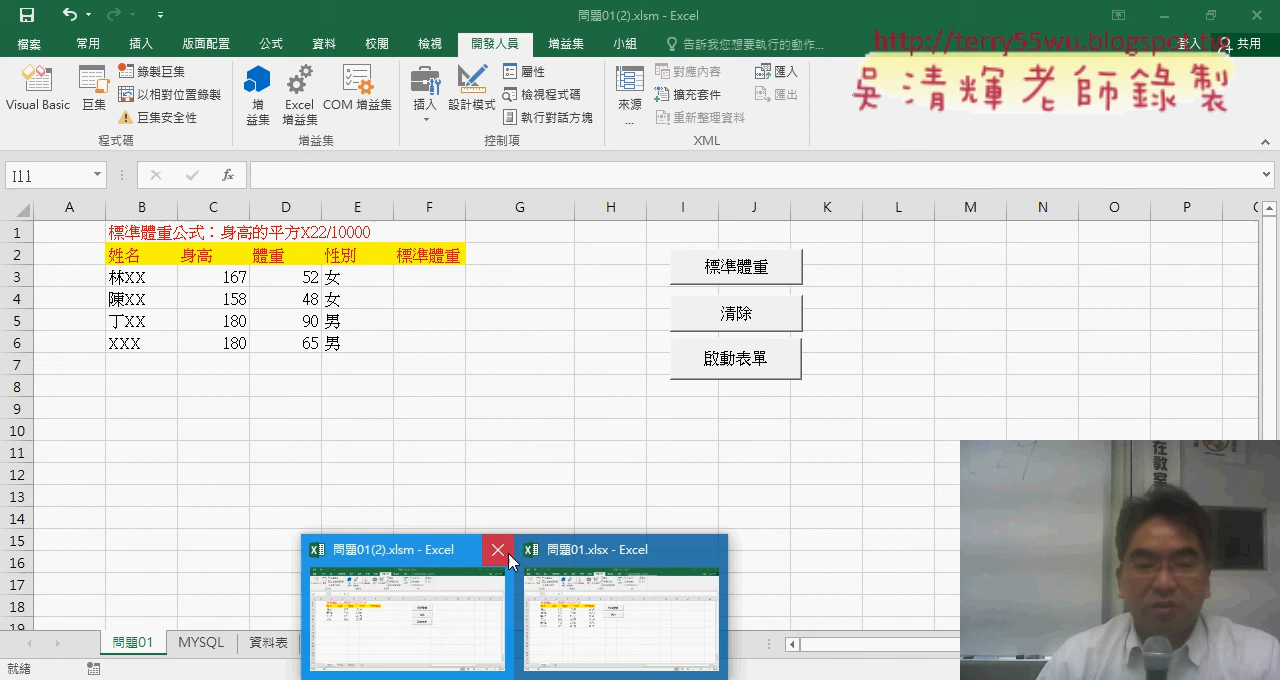 問題01(2).xlsm - Excel
檔案 常用 插入 版面配置 公式 資料 校閱 檢視 開發人員 增益集 小組 告訴我您想要執行的動作... 登入 共用
http://terry55wu.blogspot.tw
吳清輝老師錄製
Visual Basic 巨集 錄製巨集 以相對位置錄製 巨集安全性
程式碼
增益集 Excel 增益集 COM 增益集
增益集
插入 設計模式 屬性 檢視程式碼 執行對話方塊
控制項
來源... 對應內容 擴充套件 重新整理資料 匯入 匯出
XML
I11 fx
A B C D E F G H I J K L M N O P
1 標準體重公式：身高的平方X22/10000
2 姓名 身高 體重 性別 標準體重
3 林XX 167 52 女
4 陳XX 158 48 女
5 丁XX 180 90 男
6 XXX 180 65 男
7
8
9
10
11
12
13
14
15
16
17
18
19
標準體重
清除
啟動表單
問題01(2).xlsm - Excel
問題01.xlsx - Excel
問題01 MYSQL 資料表
就緒
在教室